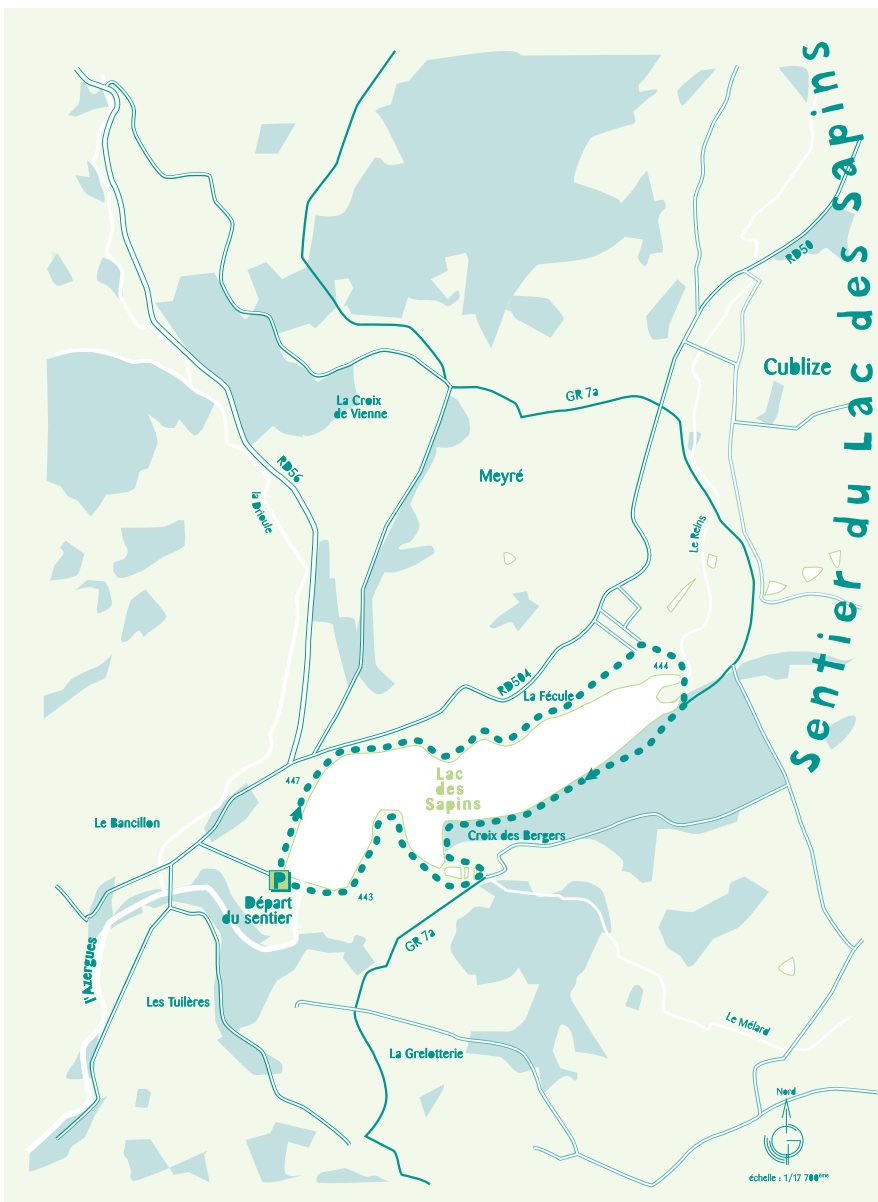 Sentier du Lac des Sapins
RD50
Cublize
GR 7a
La Croix
de Vienne
Meyré
RD56
la Drioule
Le Reins
444
RD504
La Fécule
447
Lac
des
Sapins
Le Bancillon
Croix des Bergers
P
443
Départ
du sentier
GR 7a
l'Azergues
Les Tuilères
Le Mélard
La Grelotterie
Nord
échelle : 1/17 700ème